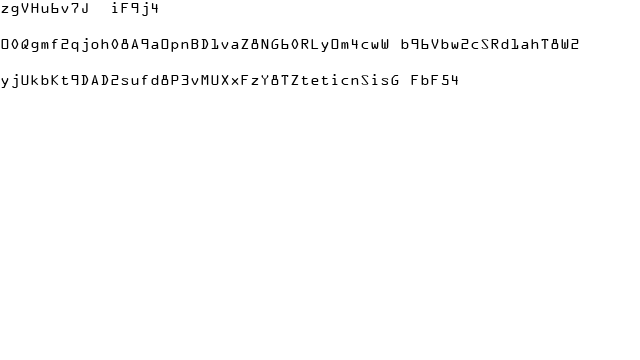 zgVHu6v7J  iF9j4
O0Qgmf2qjoh08A9aOpnBD1vaZ8NG60RLyOm4cwW b96Vbw2cSRd1ahT8W2
yjUkbKt9DAD2sufd8P3vMUXxFzY8TZteticnSisG FbF54